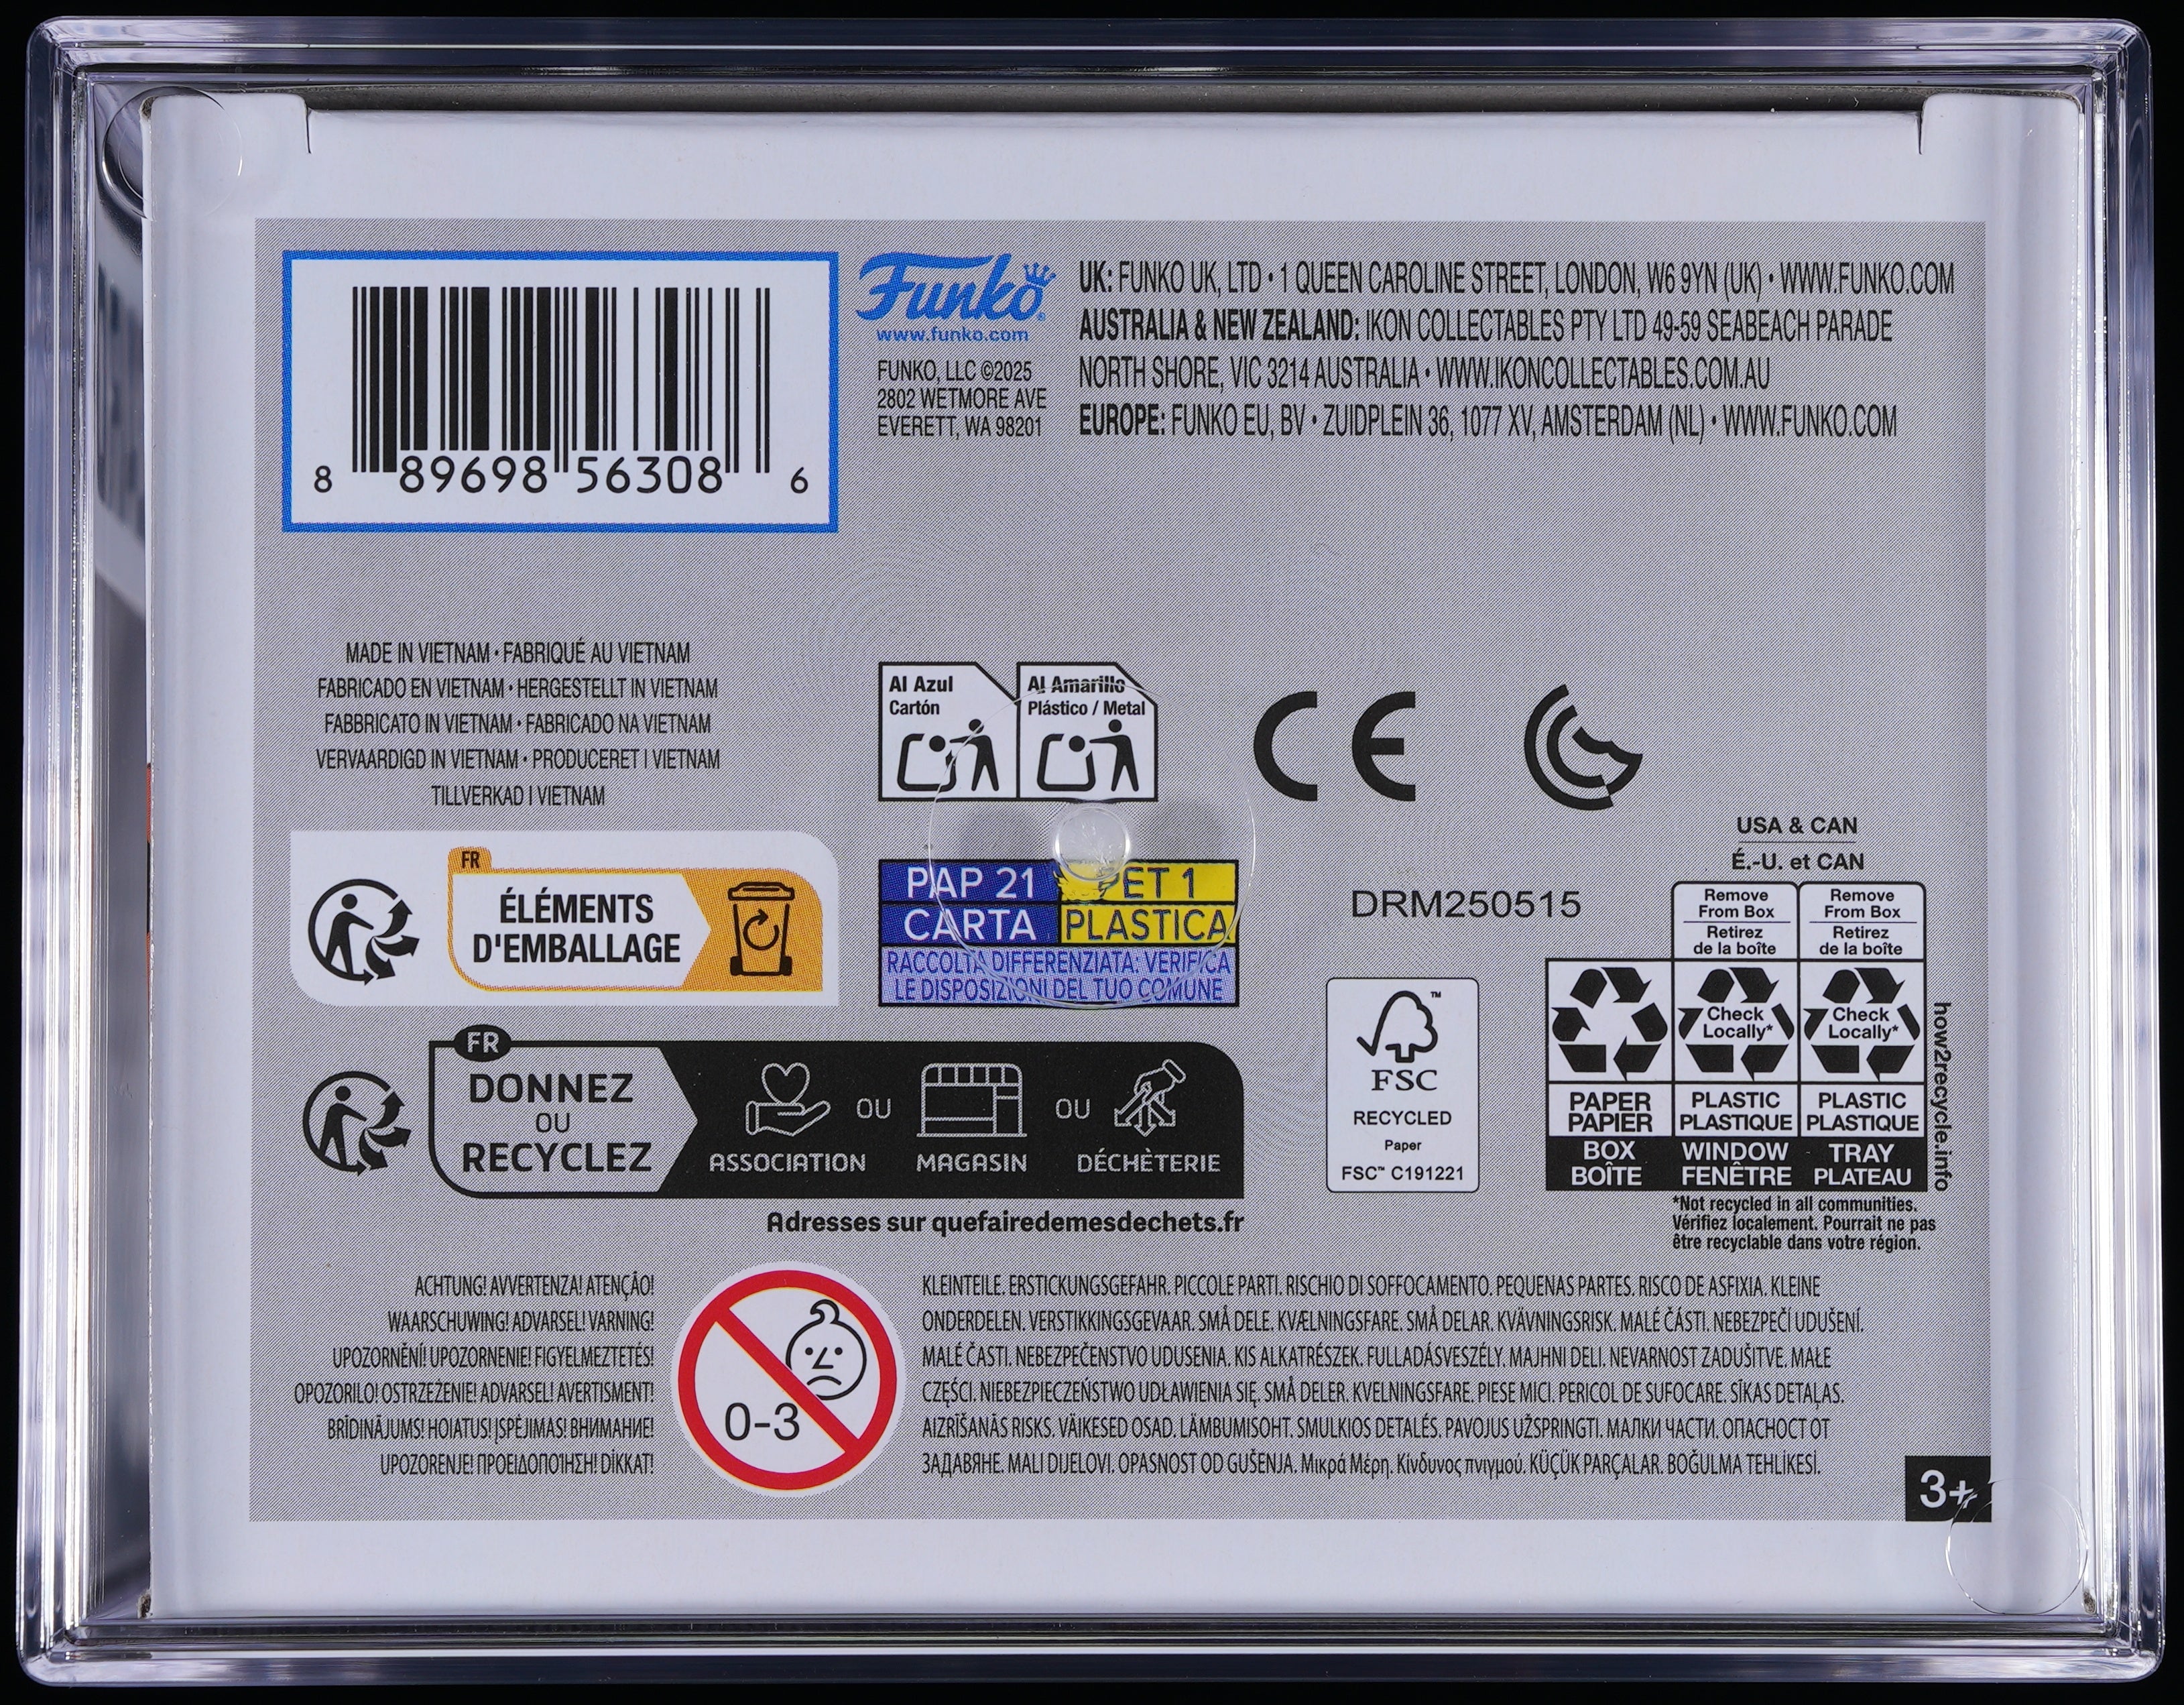 8 89698 56308 6
Funko®
www.funko.com
FUNKO, LLC ©2025
2802 WETMORE AVE
EVERETT, WA 98201
UK: FUNKO UK, LTD • 1 QUEEN CAROLINE STREET, LONDON, W6 9YN (UK) • WWW.FUNKO.COM
AUSTRALIA & NEW ZEALAND: IKON COLLECTABLES PTY LTD 49-59 SEABEACH PARADE
NORTH SHORE, VIC 3214 AUSTRALIA • WWW.IKONCOLLECTABLES.COM.AU
EUROPE: FUNKO EU, BV • ZUIDPLEIN 36, 1077 XV, AMSTERDAM (NL) • WWW.FUNKO.COM
MADE IN VIETNAM • FABRIQUÉ AU VIETNAM
FABRICADO EN VIETNAM • HERGESTELLT IN VIETNAM
FABBRICATO IN VIETNAM • FABRICADO NA VIETNAM
VERVAARDIGD IN VIETNAM • PRODUCERET I VIETNAM
TILLVERKAD I VIETNAM
Al Azul
Cartón
Al Amarillo
Plástico / Metal
CE
FR
ÉLÉMENTS
D'EMBALLAGE
PAP 21
CARTA
PET 1
PLASTICA
RACCOLTA DIFFERENZIATA: VERIFICA
LE DISPOSIZIONI DEL TUO COMUNE
DRM250515
USA & CAN
É.-U. et CAN
Remove
From Box
Retirez
de la boîte
Remove
From Box
Retirez
de la boîte
Check
Locally*
Check
Locally*
PAPER
PAPIER
PLASTIC
PLASTIQUE
PLASTIC
PLASTIQUE
BOX
BOÎTE
WINDOW
FENÊTRE
TRAY
PLATEAU
how2recycle.info
*Not recycled in all communities.
Vérifiez localement. Pourrait ne pas
être recyclable dans votre région.
FSC™
RECYCLED
Paper
FSC™ C191221
FR
DONNEZ
OU
RECYCLEZ
ASSOCIATION
OU
MAGASIN
OU
DÉCHÈTERIE
Adresses sur quefairedemesdechets.fr
ACHTUNG! AVVERTENZA! ATENÇÃO!
WAARSCHUWING! ADVARSEL! VARNING!
UPOZORNĚNÍ! UPOZORNENIE! FIGYELMEZTETÉS!
OPOZORILO! OSTRZEŻENIE! ADVARSEL! AVERTISMENT!
BRĪDINĀJUMS! HOIATUS! ĮSPĖJIMAS! ВНИМАНИЕ!
UPOZORENJE! ΠΡΟΕΙΔΟΠΟΊΗΣΗ! DİKKAT!
0-3
KLEINTEILE. ERSTICKUNGSGEFAHR. PICCOLE PARTI. RISCHIO DI SOFFOCAMENTO. PEQUENAS PARTES. RISCO DE ASFIXIA. KLEINE
ONDERDELEN. VERSTIKKINGSGEVAAR. SMÅ DELE. KVÆLNINGSFARE. SMÅ DELAR. KVÄVNINGSRISK. MALÉ ČÁSTI. NEBEZPEČÍ UDUŠENÍ.
MALÉ ČASTI. NEBEZPEČENSTVO UDUSENIA. KIS ALKATRÉSZEK. FULLADÁSVESZÉLY. MAJHNI DELI. NEVARNOST ZADUŠITVE. MAŁE
CZĘŚCI. NIEBEZPIECZEŃSTWO UDŁAWIENIA SIĘ. SMÅ DELER. KVELNINGSFARE. PIESE MICI. PERICOL DE SUFOCARE. SĪKAS DETAĻAS.
AIZRĪŠANĀS RISKS. VÄIKESED OSAD. LÄMBUMISOHT. SMULKIOS DETALĖS. PAVOJUS UŽSPRINGTI. МАЛКИ ЧАСТИ. ОПАСНОСТ ОТ
ЗАДАВЯНЕ. MALI DIJELOVI. OPASNOST OD GUŠENJA. Μικρά Μέρη. Κίνδυνος πνιγμού. KÜÇÜK PARÇALAR. BOĞULMA TEHLİKESİ.
3+